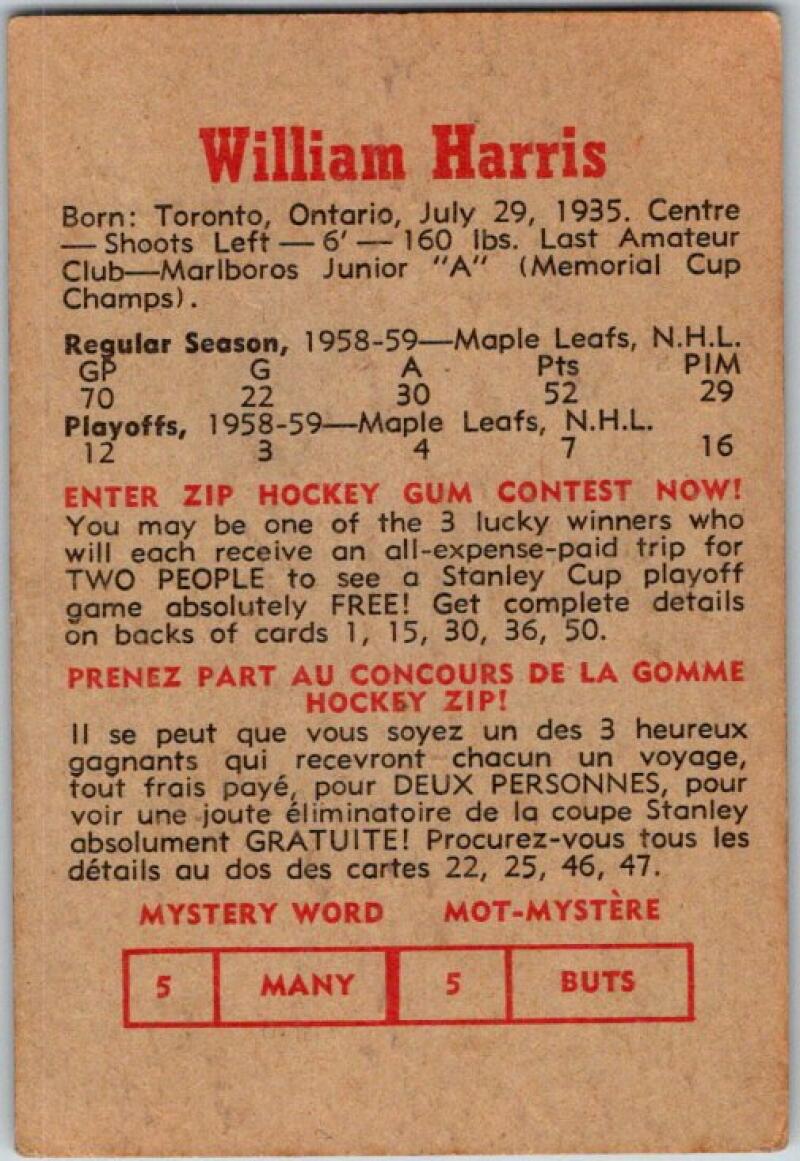 William Harris
Born: Toronto, Ontario, July 29, 1935. Centre
— Shoots Left — 6' — 160 lbs. Last Amateur
Club—Marlboros Junior "A" (Memorial Cup
Champs).
Regular Season, 1958-59—Maple Leafs, N.H.L.
GP G A Pts PIM
70 22 30 52 29
Playoffs, 1958-59—Maple Leafs, N.H.L.
12 3 4 7 16
ENTER ZIP HOCKEY GUM CONTEST NOW!
You may be one of the 3 lucky winners who
will each receive an all-expense-paid trip for
TWO PEOPLE to see a Stanley Cup playoff
game absolutely FREE! Get complete details
on backs of cards 1, 15, 30, 36, 50.
PRENEZ PART AU CONCOURS DE LA GOMME
HOCKEY ZIP!
Il se peut que vous soyez un des 3 heureux
gagnants qui recevront chacun un voyage,
tout frais payé, pour DEUX PERSONNES, pour
voir une joute éliminatoire de la coupe Stanley
absolument GRATUITE! Procurez-vous tous les
détails au dos des cartes 22, 25, 46, 47.
MYSTERY WORD MOT-MYSTÈRE
5 MANY 5 BUTS